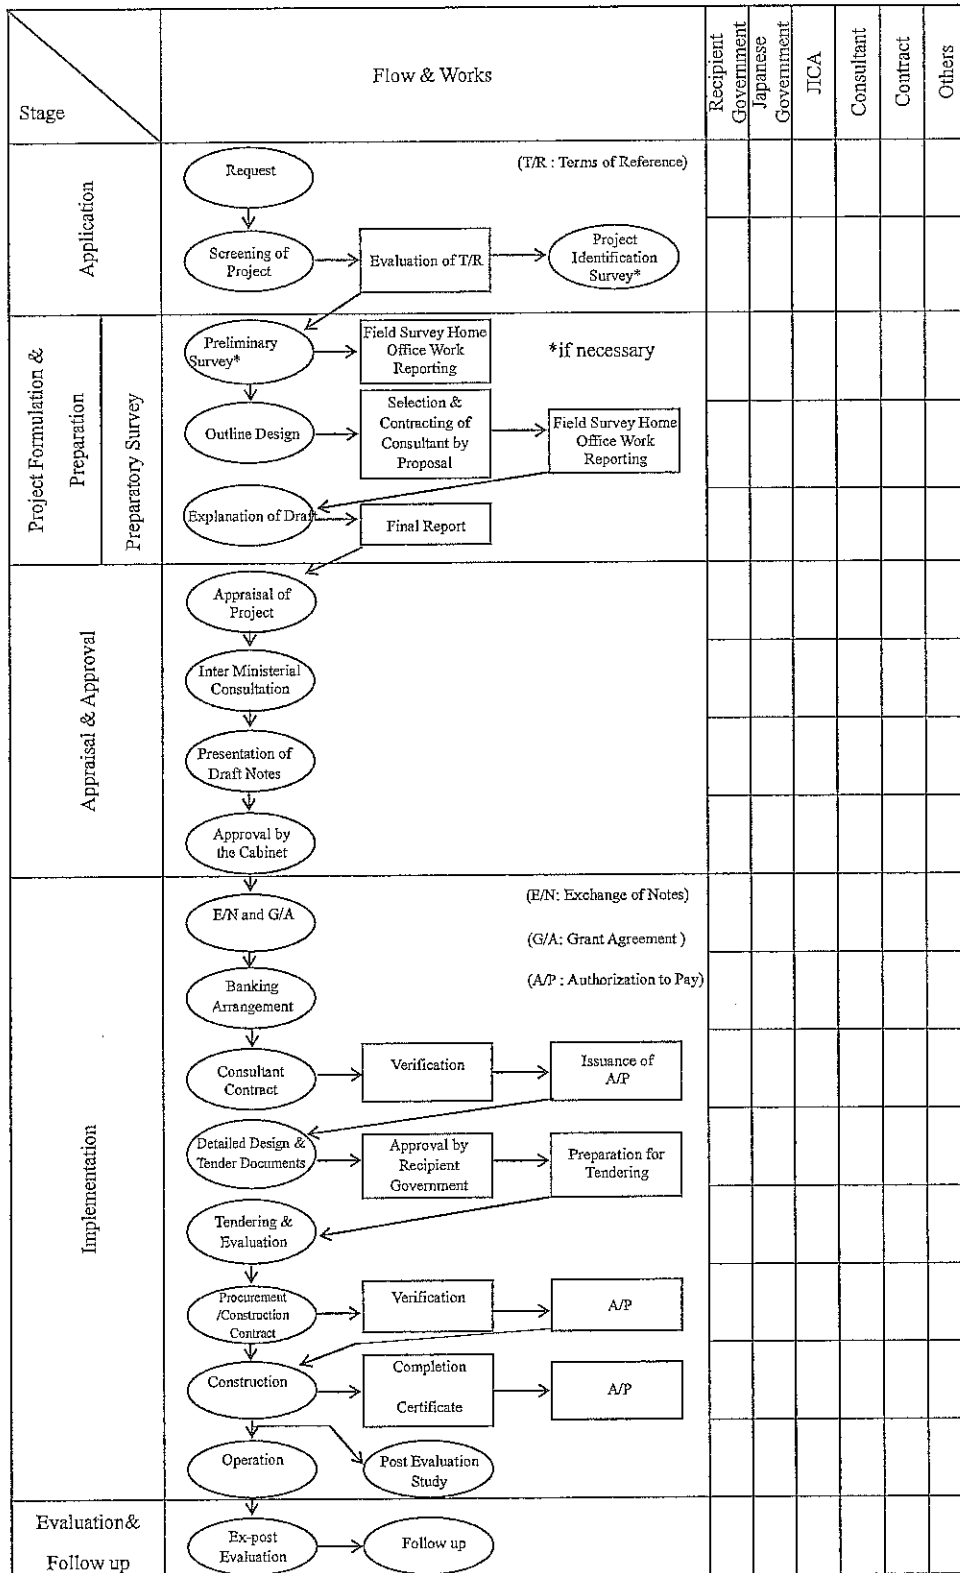 Stage
Flow & Works
Recipient
Government
Japanese
Government
JICA
Consultant
Contract
Others
Application
Request
(T/R : Terms of Reference)
Screening of
Project
Evaluation of T/R
Project
Identification
Survey*
Project Formulation &
Preparation
Preparatory Survey
Preliminary
Survey*
Field Survey Home
Office Work
Reporting
*if necessary
Outline Design
Selection &
Contracting of
Consultant by
Proposal
Field Survey Home
Office Work
Reporting
Explanation of Draft
Final Report
Appraisal & Approval
Appraisal of
Project
Inter Ministerial
Consultation
Presentation of
Draft Notes
Approval by
the Cabinet
Implementation
E/N and G/A
(E/N: Exchange of Notes)
(G/A: Grant Agreement )
(A/P : Authorization to Pay)
Banking
Arrangement
Consultant
Contract
Verification
Issuance of
A/P
Detailed Design &
Tender Documents
Approval by
Recipient
Government
Preparation for
Tendering
Tendering &
Evaluation
Procurement
/Construction
Contract
Verification
A/P
Construction
Completion
Certificate
A/P
Operation
Post Evaluation
Study
Evaluation&
Follow up
Ex-post
Evaluation
Follow up